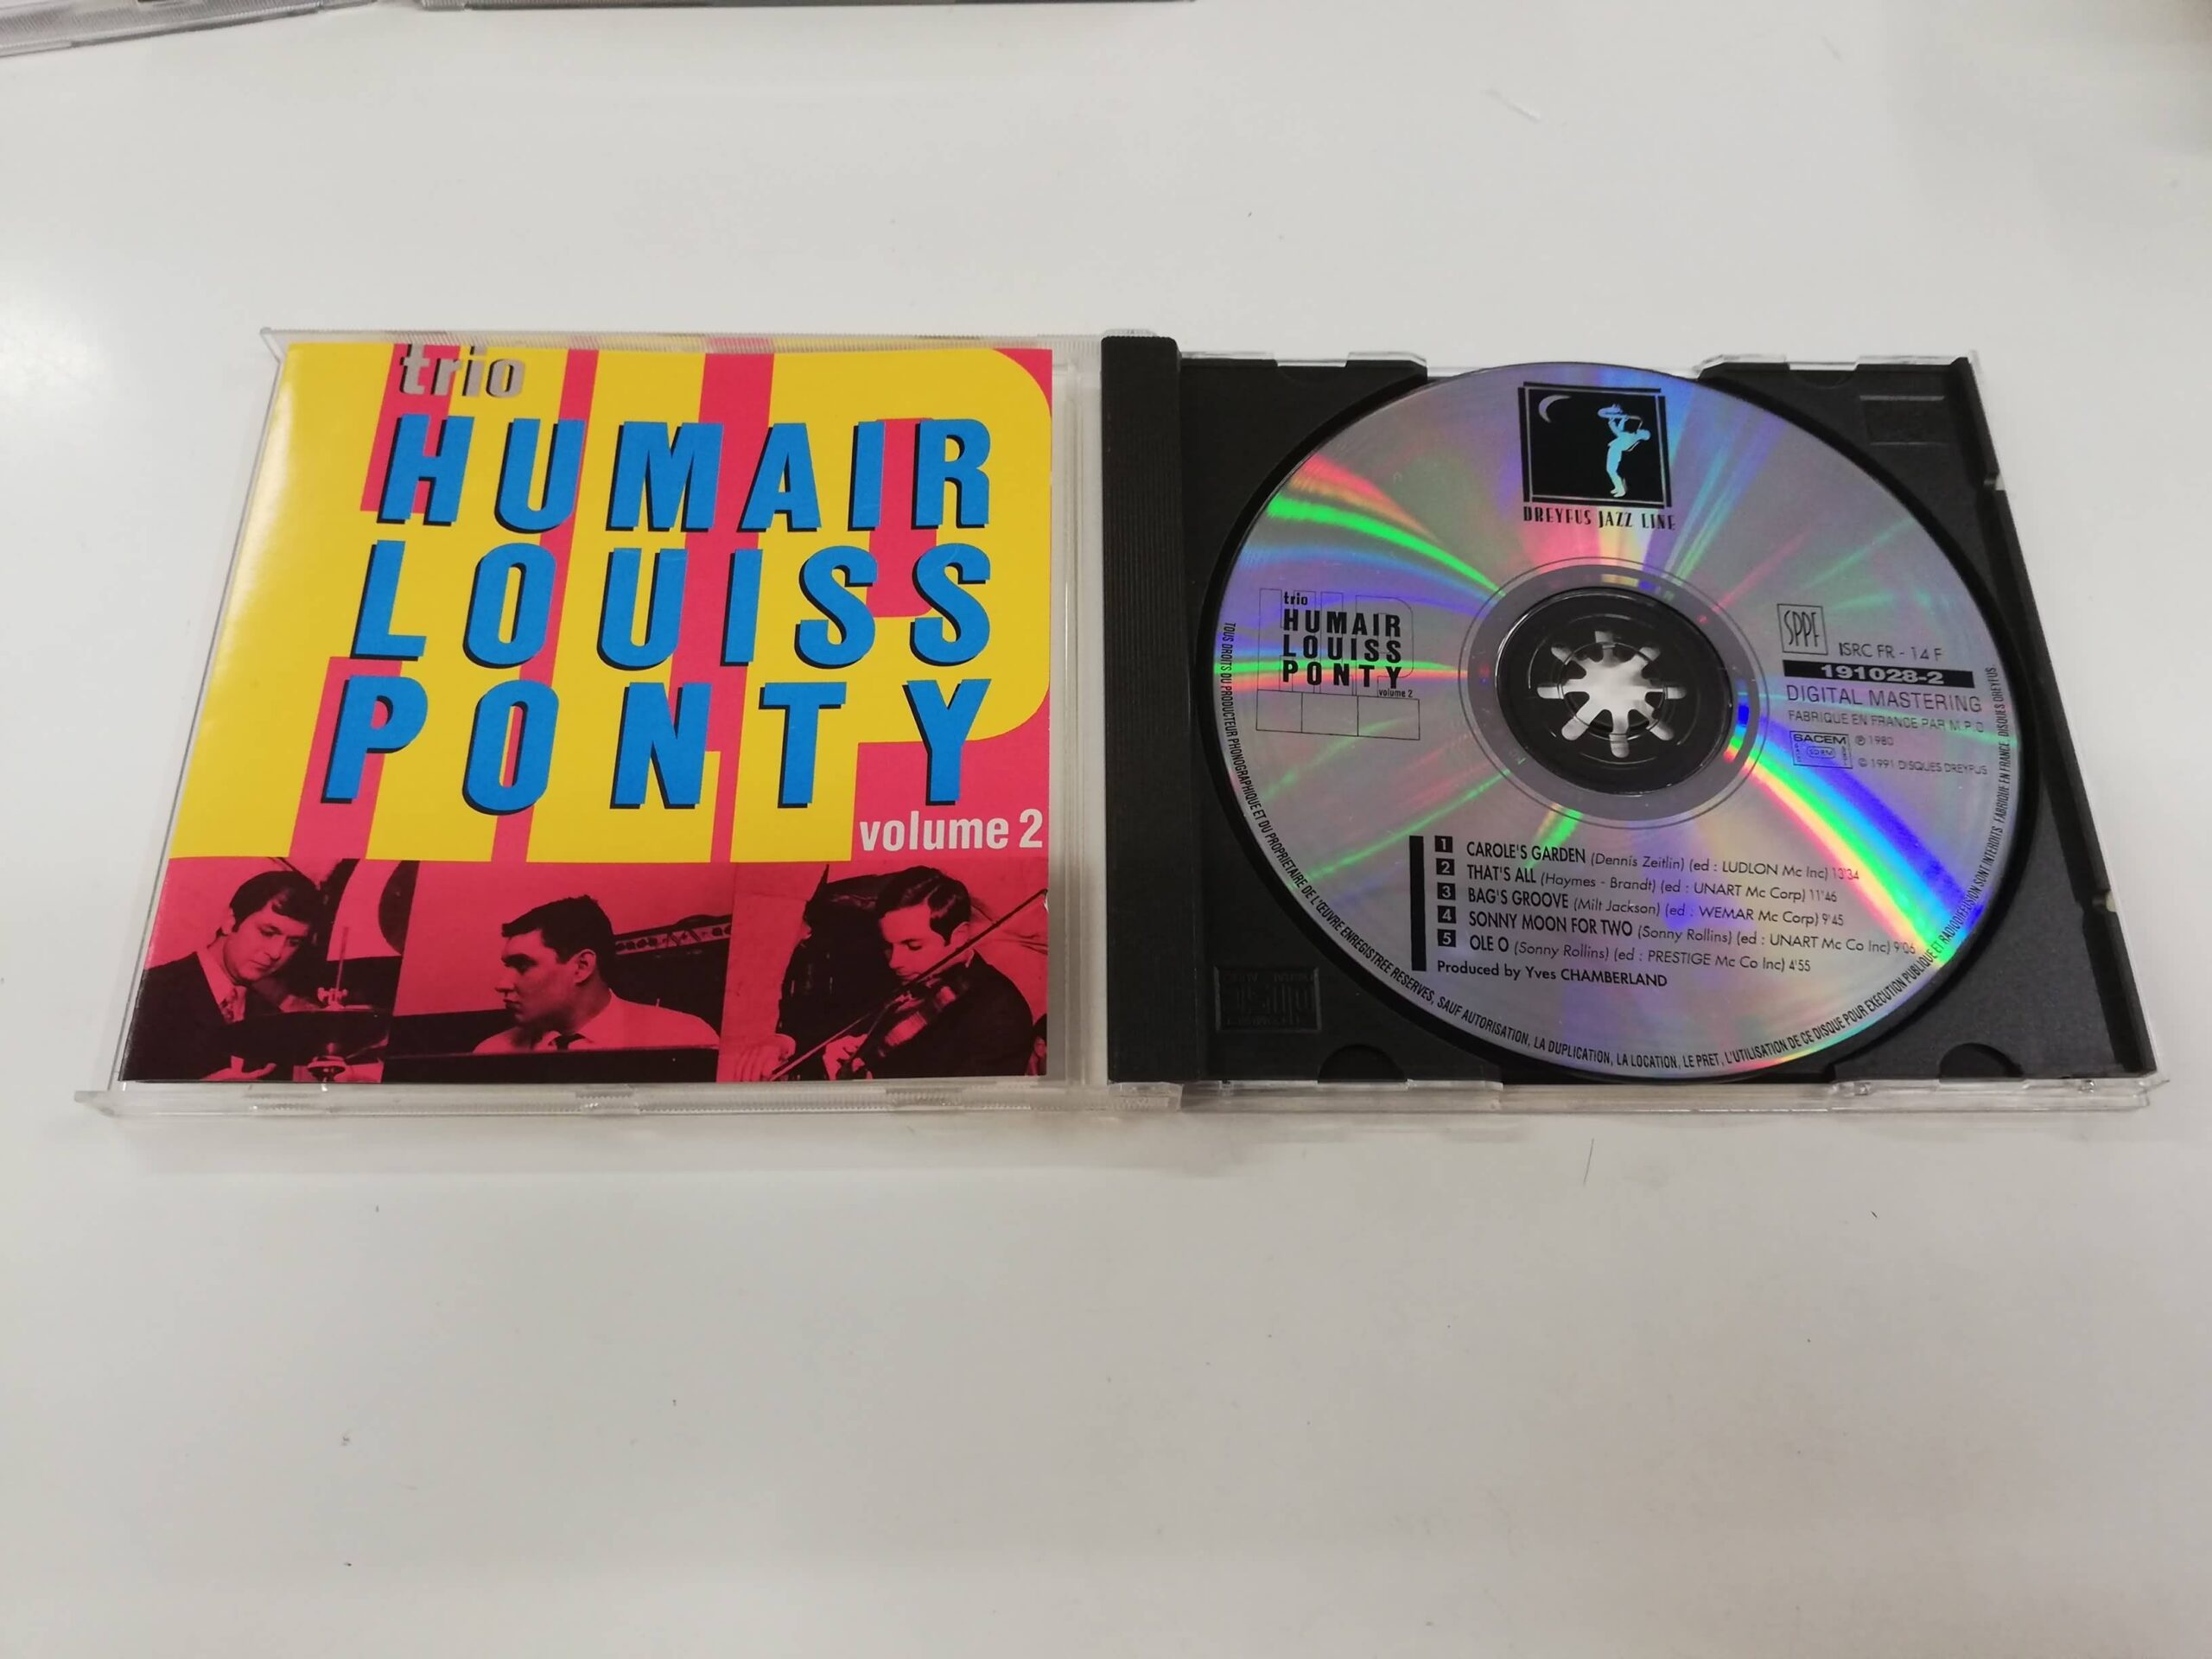 trio
HUMAIR
LOUISS
PONTY
volume 2
DREYFUS JAZZ LINE
trio
HUMAIR
LOUISS
PONTY
volume 2
SPPF
ISRC FR - 14 F
191028-2
DIGITAL MASTERING
FABRIQUE EN FRANCE PAR M.P.O
SACEM
℗ 1980
© 1991 DISQUES DREYFUS
1 CAROLE'S GARDEN (Dennis Zeitlin) (ed : LUDLON Mc Inc) 13'34
2 THAT'S ALL (Haymes - Brandt) (ed : UNART Mc Corp) 11'46
3 BAG'S GROOVE (Milt Jackson) (ed : WEMAR Mc Corp) 9'45
4 SONNY MOON FOR TWO (Sonny Rollins) (ed : UNART Mc Co Inc) 9'06
5 OLE O (Sonny Rollins) (ed : PRESTIGE Mc Co Inc) 4'55
Produced by Yves CHAMBERLAND
TOUS DROITS DU PRODUCTEUR PHONOGRAPHIQUE ET DU PROPRIETAIRE DE L'ŒUVRE ENREGISTREE RESERVES, SAUF AUTORISATION, LA DUPLICATION, LA LOCATION, LE PRET, L'UTILISATION DE CE DISQUE POUR EXECUTION PUBLIQUE ET RADIODIFFUSION SONT INTERDITS FABRIQUE EN FRANCE DISQUES DREYFUS